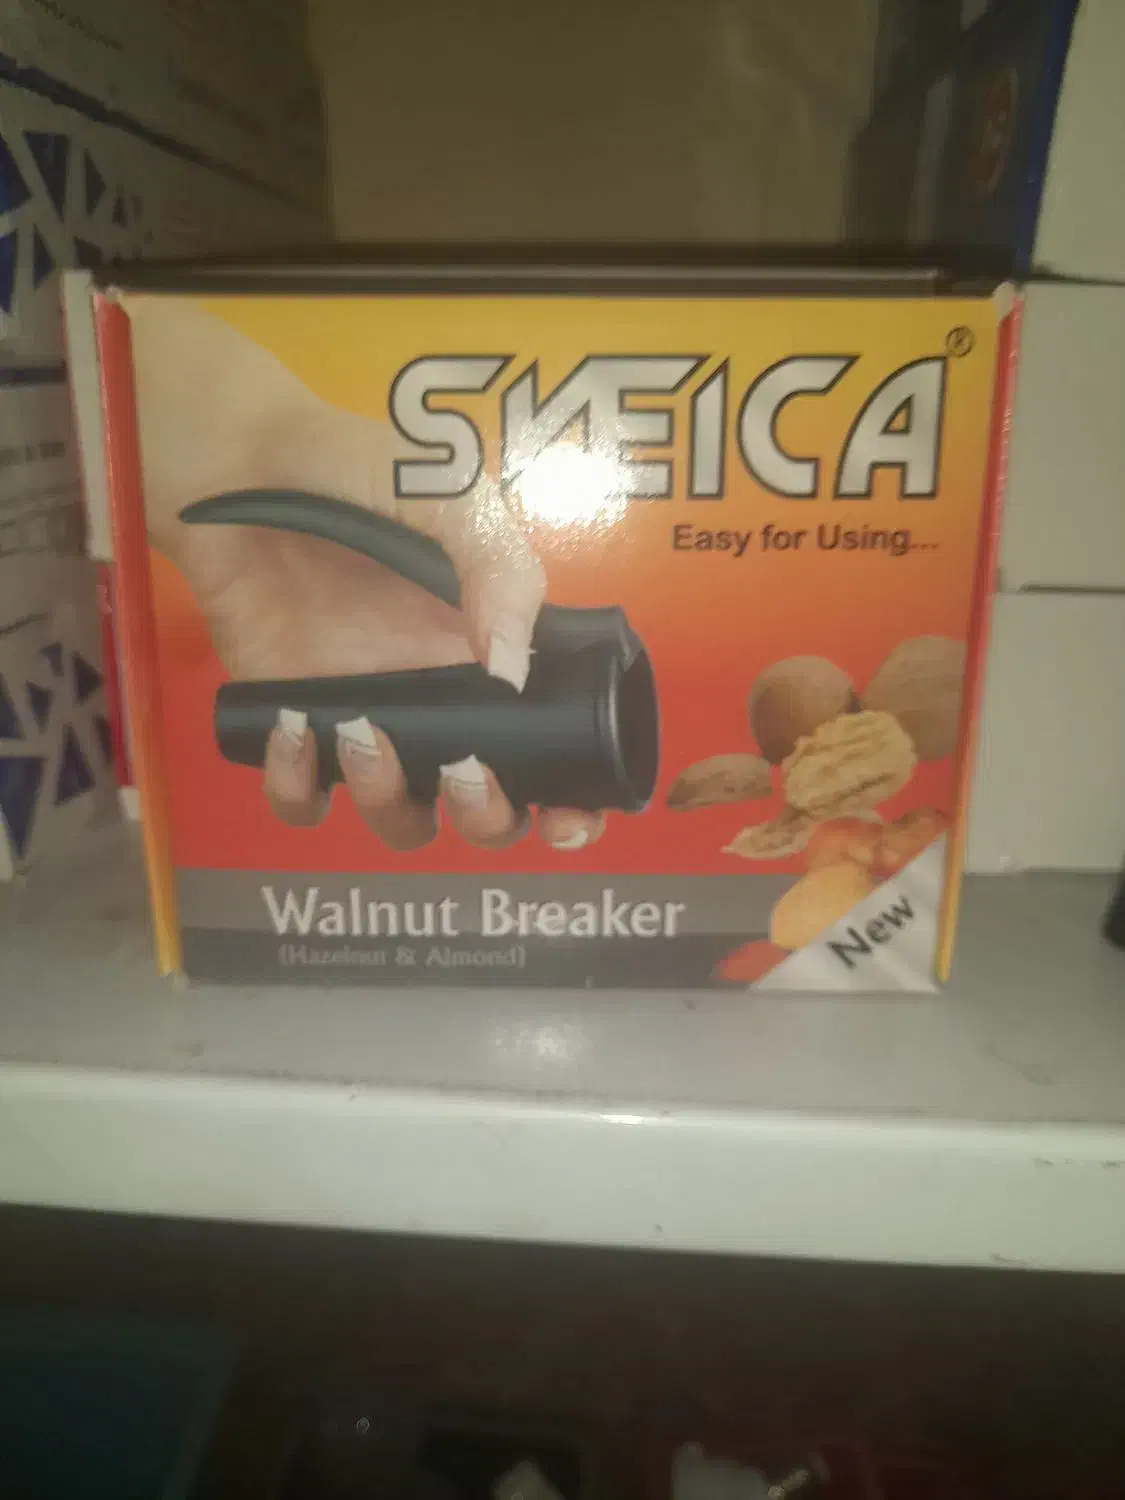 SKEICA®
Easy for Using...
Walnut Breaker
(Hazelnut & Almond)
New